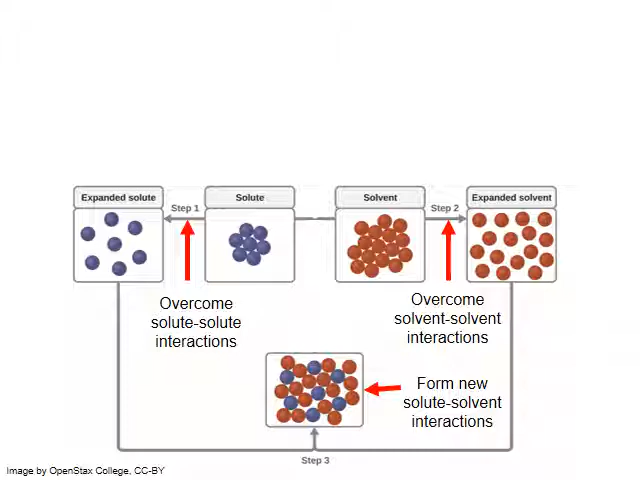 Expanded solute
Solute
Solvent
Expanded solvent
Step 1
Step 2
Overcome
solute-solute
interactions
Overcome
solvent-solvent
interactions
Form new
solute-solvent
interactions
Step 3
Image by OpenStax College, CC-BY